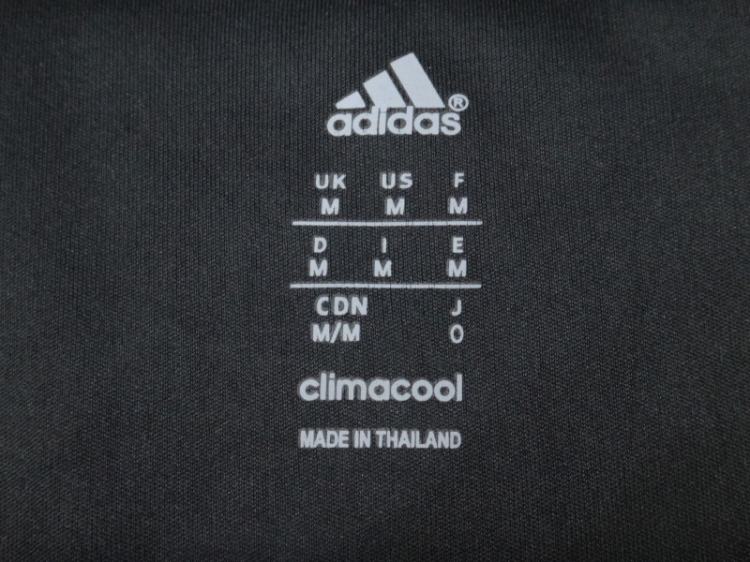 adidas®
UK US F
M M M
D I E
M M M
CDN J
M/M O
climacool
MADE IN THAILAND